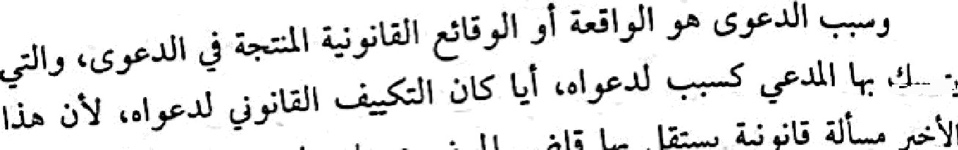 وسبب الدعوى هو الواقعة أو الوقائع القانونية المنتجة في الدعوى، والتي
بها المدعي كسبب لدعواه، أيا كان التكييف القانوني لدعواه، لأن هذا
الأخير مسألة قانونية يستقل بها